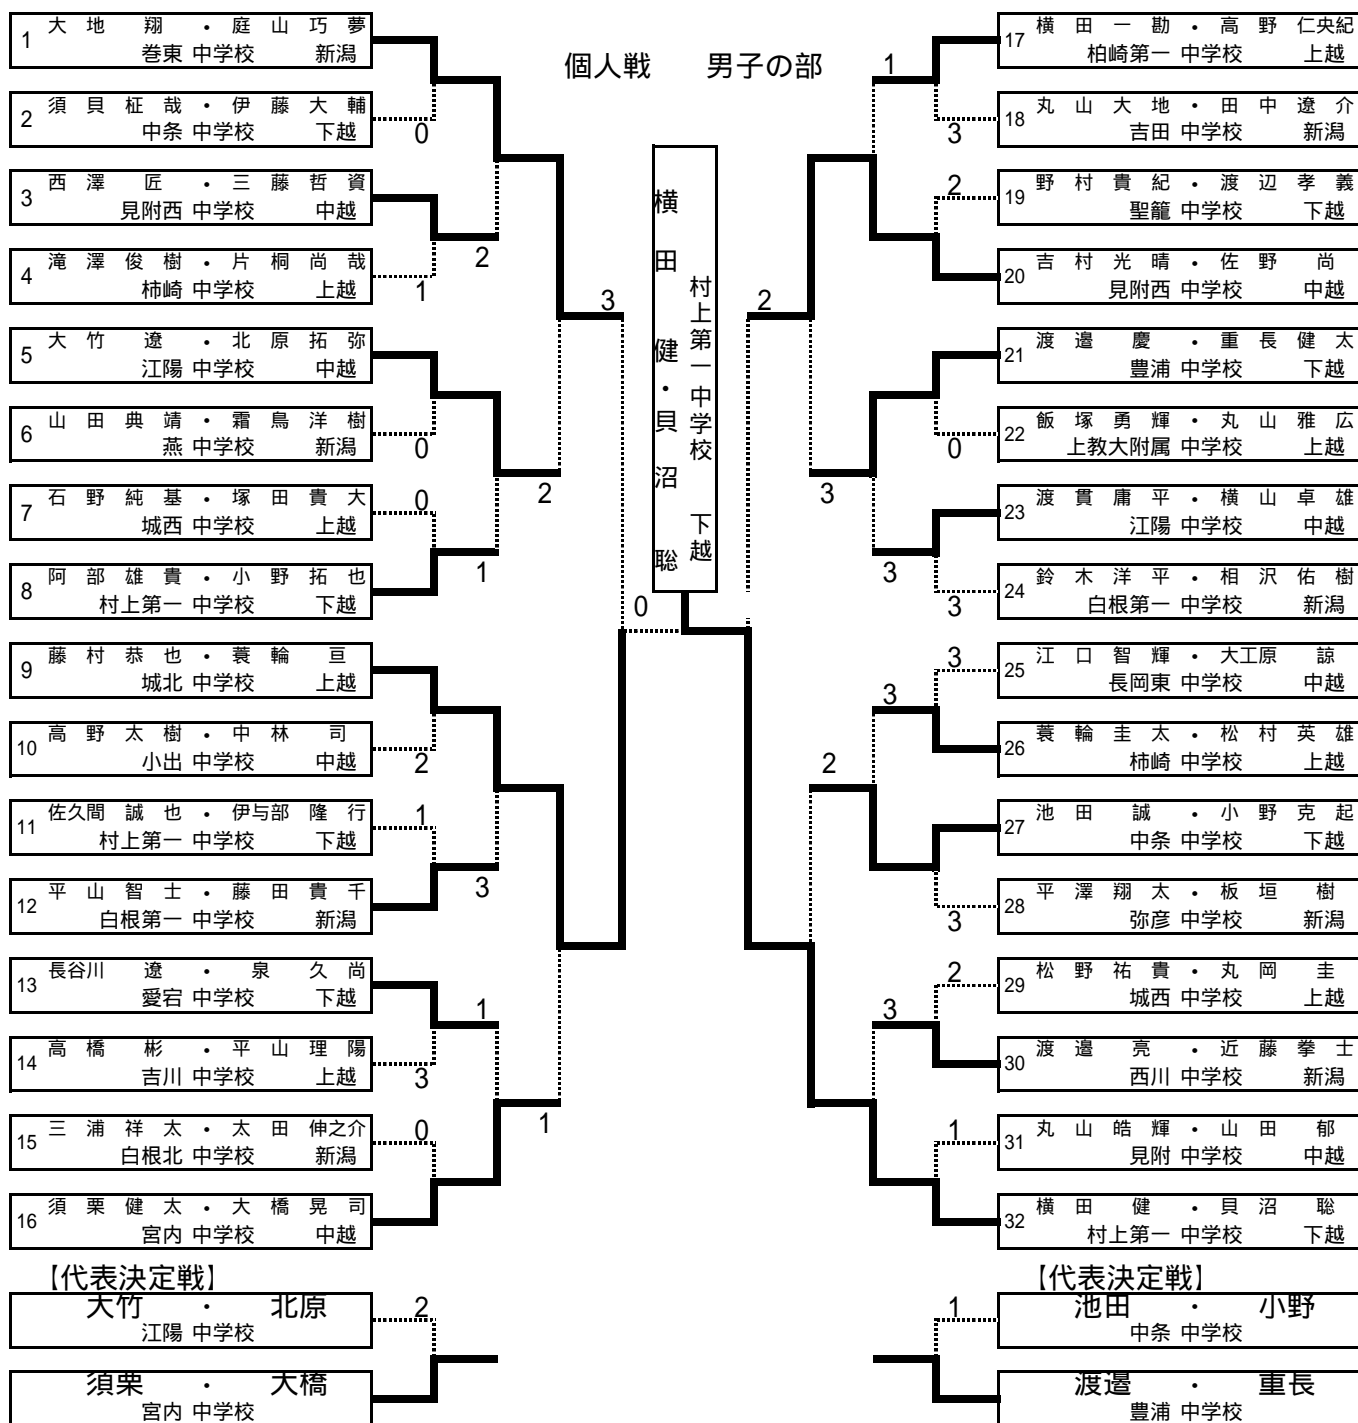 個人戦　　男子の部
1 大地 翔・庭山巧夢
巻東 中学校 新潟
0
2 須貝柾哉・伊藤大輔
中条 中学校 下越
3 西澤 匠・三藤哲資
見附西 中学校 中越
2
4 滝澤俊樹・片桐尚哉
柿崎 中学校 上越
1
3
5 大竹 遼・北原拓弥
江陽 中学校 中越
6 山田典靖・霜鳥洋樹
燕 中学校 新潟
0
2
7 石野純基・塚田貴大
城西 中学校 上越
0
1
8 阿部雄貴・小野拓也
村上第一 中学校 下越
0
9 藤村恭也・蓑輪 亘
城北 中学校 上越
10 高野太樹・中林 司
小出 中学校 中越
2
11 佐久間誠也・伊与部隆行
村上第一 中学校 下越
1
3
12 平山智士・藤田貴千
白根第一 中学校 新潟
13 長谷川 遼・泉 久尚
愛宕 中学校 下越
1
14 高橋 彬・平山理陽
吉川 中学校 上越
3
15 三浦祥太・太田伸之介
白根北 中学校 新潟
0
1
16 須栗健太・大橋晃司
宮内 中学校 中越
横田 健・貝沼 聡
村上第一中学校 下越
17 横田一勘・高野仁央紀
柏崎第一 中学校 上越
1
18 丸山大地・田中遼介
吉田 中学校 新潟
3
19 野村貴紀・渡辺孝義
聖籠 中学校 下越
2
20 吉村光晴・佐野 尚
見附西 中学校 中越
2
21 渡邉 慶・重長健太
豊浦 中学校 下越
22 飯塚勇輝・丸山雅広
上教大附属 中学校 上越
0
3
23 渡貫庸平・横山卓雄
江陽 中学校 中越
3
24 鈴木洋平・相沢佑樹
白根第一 中学校 新潟
3
25 江口智輝・大工原 諒
長岡東 中学校 中越
3
3
26 蓑輪圭太・松村英雄
柿崎 中学校 上越
2
27 池田 誠・小野克起
中条 中学校 下越
28 平澤翔太・板垣 樹
弥彦 中学校 新潟
3
29 松野祐貴・丸岡 圭
城西 中学校 上越
2
3
30 渡邉 亮・近藤拳士
西川 中学校 新潟
31 丸山皓輝・山田 郁
見附 中学校 中越
1
32 横田 健・貝沼 聡
村上第一 中学校 下越
【代表決定戦】
大竹・北原
江陽 中学校
2
須栗・大橋
宮内 中学校
【代表決定戦】
池田・小野
中条 中学校
1
渡邉・重長
豊浦 中学校